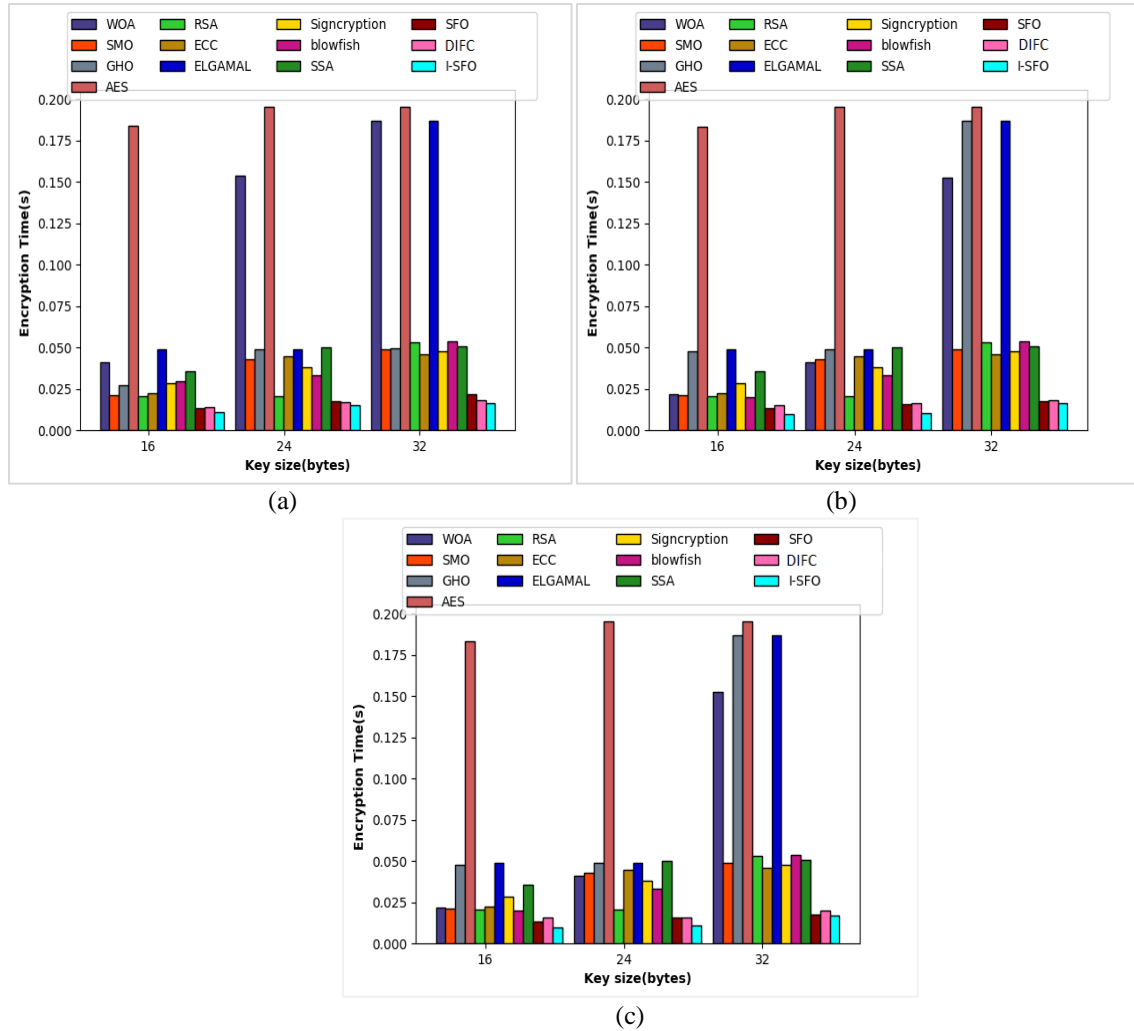 WOA RSA Signcryption SFO
SMO ECC blowfish DIFC
GHO ELGAMAL SSA I-SFO
AES
0.200
0.175
0.150
0.125
0.100
0.075
0.050
0.025
0.000
Encryption Time(s)
16 24 32
Key size(bytes)
(a)
WOA RSA Signcryption SFO
SMO ECC blowfish DIFC
GHO ELGAMAL SSA I-SFO
AES
0.200
0.175
0.150
0.125
0.100
0.075
0.050
0.025
0.000
Encryption Time(s)
16 24 32
Key size(bytes)
(b)
WOA RSA Signcryption SFO
SMO ECC blowfish DIFC
GHO ELGAMAL SSA I-SFO
AES
0.200
0.175
0.150
0.125
0.100
0.075
0.050
0.025
0.000
Encryption Time(s)
16 24 32
Key size(bytes)
(c)